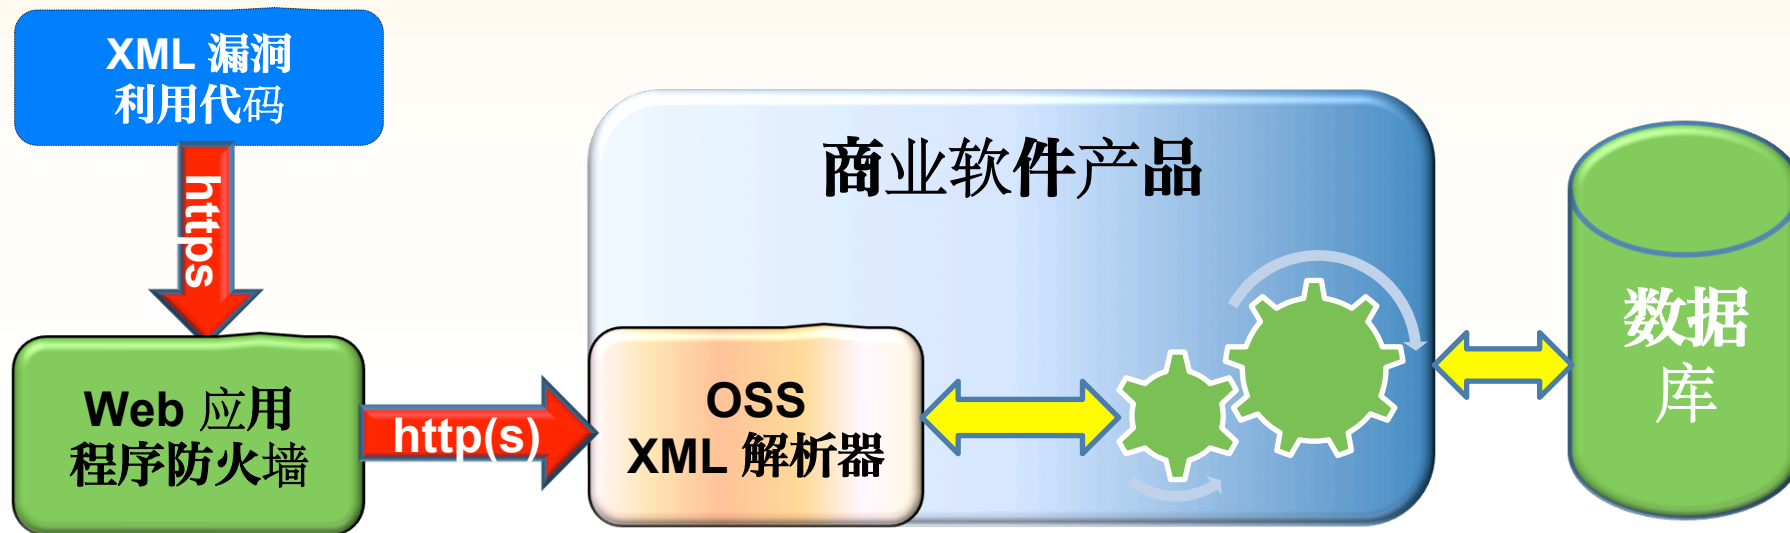 XML 漏洞
利用代码
https
商业软件产品
Web 应用
程序防火墙
http(s)
OSS
XML 解析器
数据
库